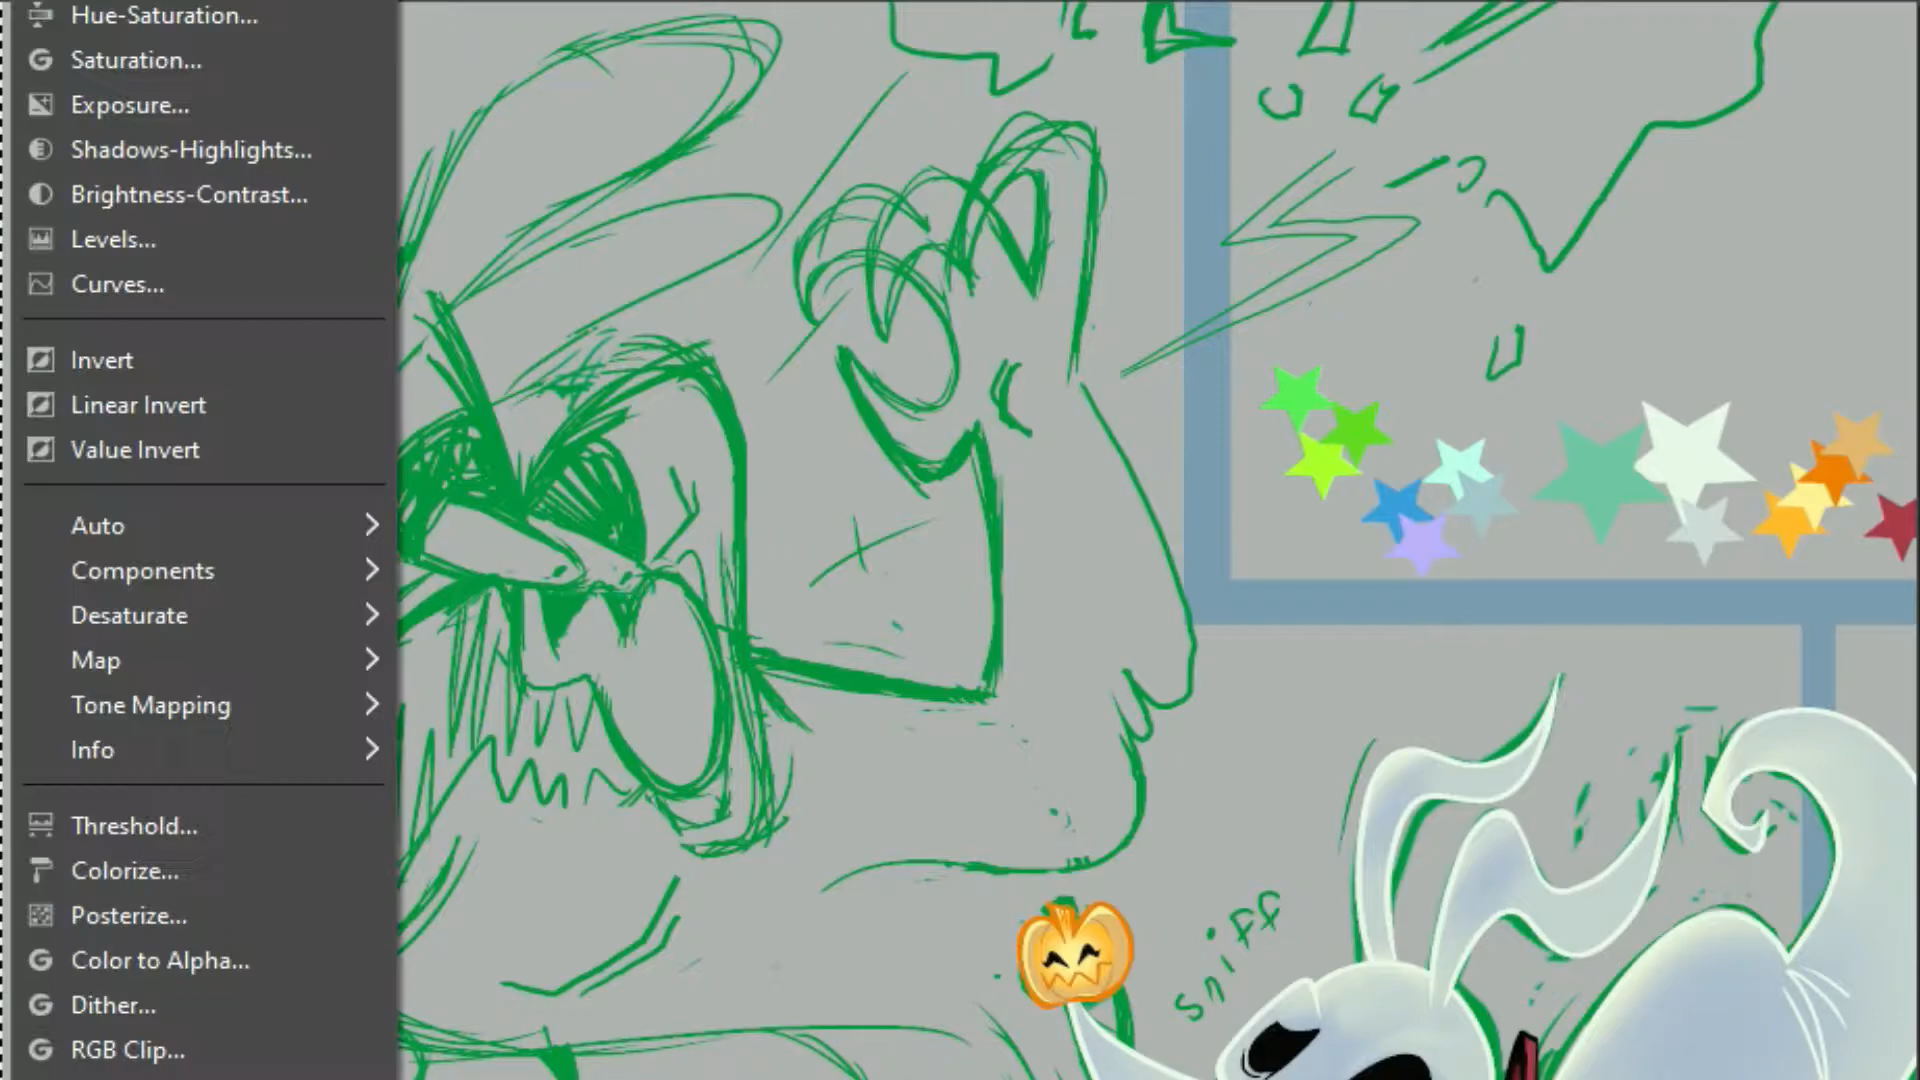 Hue-Saturation...
Saturation...
Exposure...
Shadows-Highlights...
Brightness-Contrast...
Levels...
Curves...
Invert
Linear Invert
Value Invert
Auto
Components
Desaturate
Map
Tone Mapping
Info
Threshold...
Colorize...
Posterize...
Color to Alpha...
Dither...
RGB Clip...
sniff